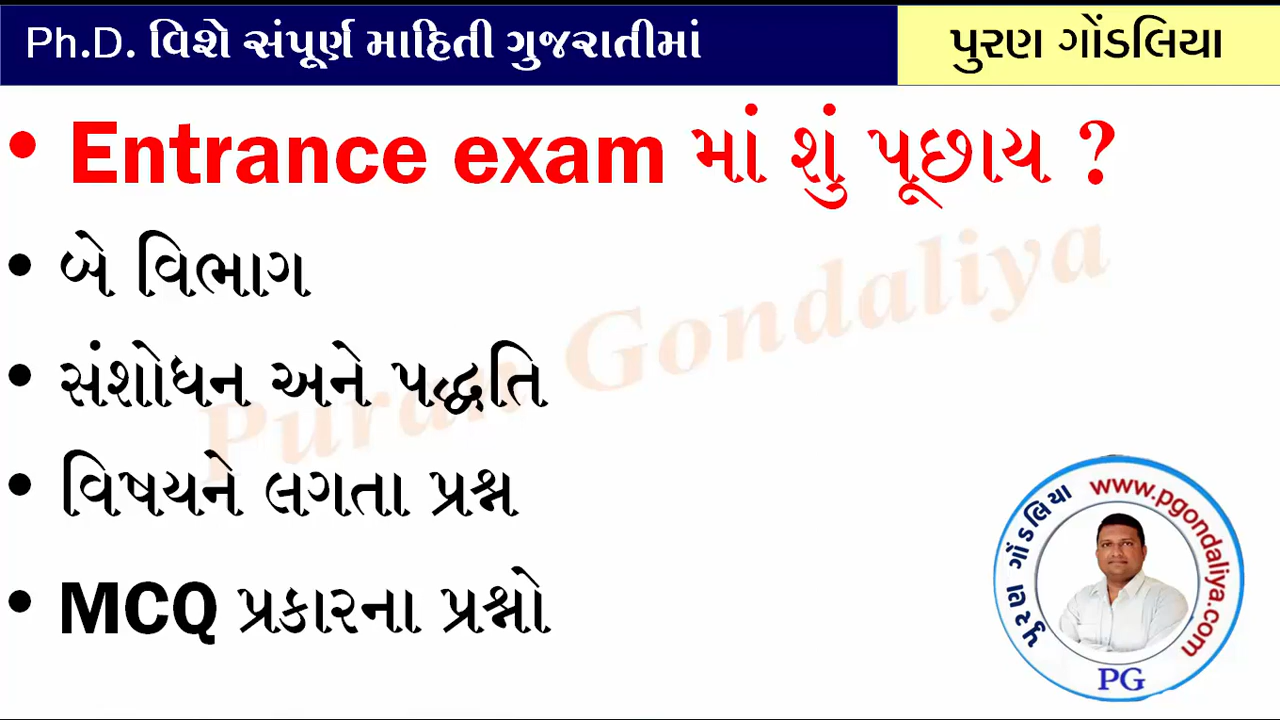 Ph.D. વિશે સંપૂર્ણ માહિતી ગુજરાતીમાં
પુરણ ગોંડલિયા
• Entrance exam માં શું પૂછાય ?
• બે વિભાગ
• સંશોધન અને પદ્ધતિ
• વિષયને લગતા પ્રશ્ન
• MCQ પ્રકારના પ્રશ્નો
Puran Gondaliya
પુરણ ગોંડલિયા www.pgondaliya.com
PG